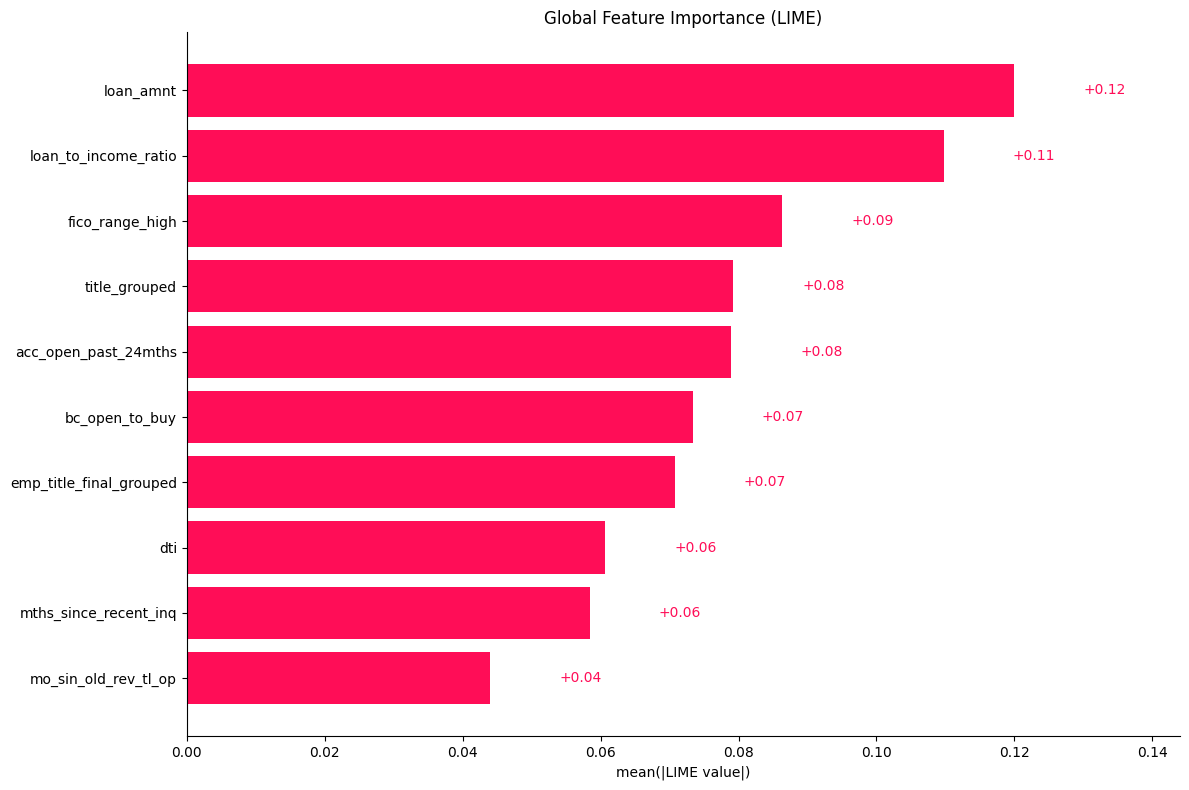 Global Feature Importance (LIME)
loan_amnt +0.12
loan_to_income_ratio +0.11
fico_range_high +0.09
title_grouped +0.08
acc_open_past_24mths +0.08
bc_open_to_buy +0.07
emp_title_final_grouped +0.07
dti +0.06
mths_since_recent_inq +0.06
mo_sin_old_rev_tl_op +0.04
0.00 0.02 0.04 0.06 0.08 0.10 0.12 0.14
mean(|LIME value|)